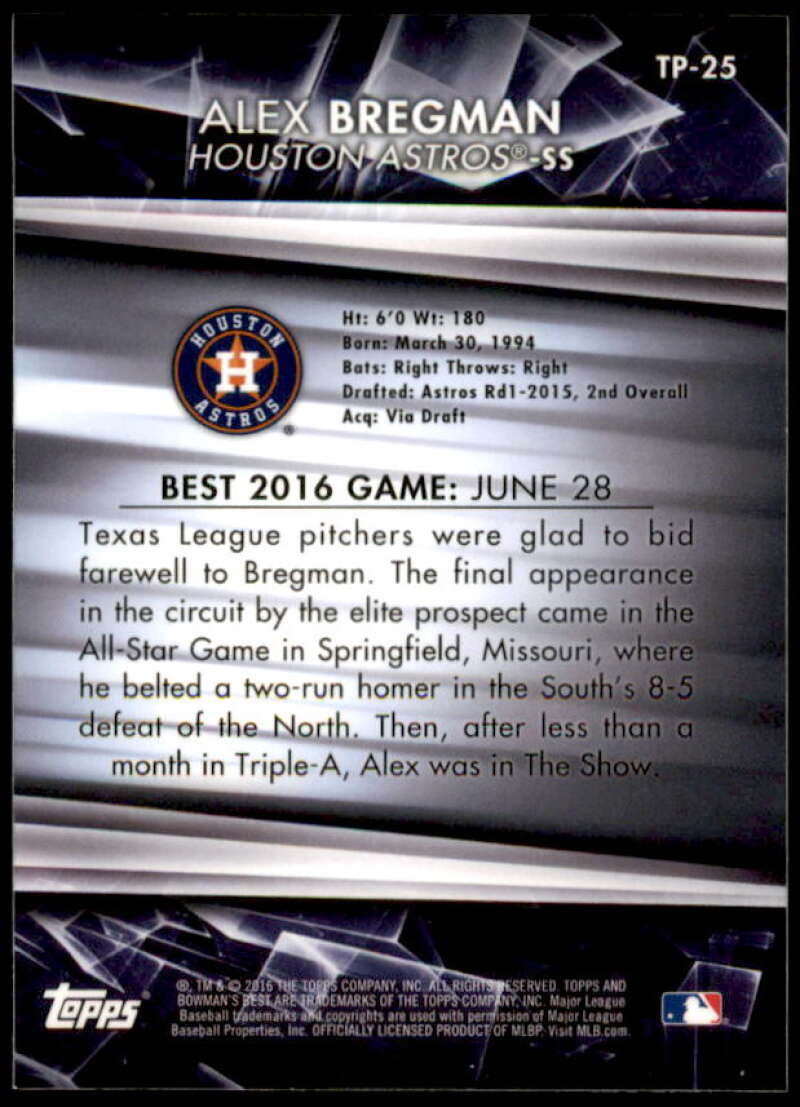 TP-25
ALEX BREGMAN
HOUSTON ASTROS®-SS
HOUSTON
H
ASTROS
®
Ht: 6'0 Wt: 180
Born: March 30, 1994
Bats: Right Throws: Right
Drafted: Astros Rd1-2015, 2nd Overall
Acq: Via Draft
BEST 2016 GAME: JUNE 28
Texas League pitchers were glad to bid
farewell to Bregman. The final appearance
in the circuit by the elite prospect came in the
All-Star Game in Springfield, Missouri, where
he belted a two-run homer in the South's 8-5
defeat of the North. Then, after less than a
month in Triple-A, Alex was in The Show.
Topps
®, TM & © 2016 THE TOPPS COMPANY, INC. ALL RIGHTS RESERVED. TOPPS AND
BOWMAN'S BEST ARE TRADEMARKS OF THE TOPPS COMPANY, INC. Major League
Baseball trademarks and copyrights are used with permission of Major League
Baseball Properties, Inc. OFFICIALLY LICENSED PRODUCT OF MLBP. Visit MLB.com.